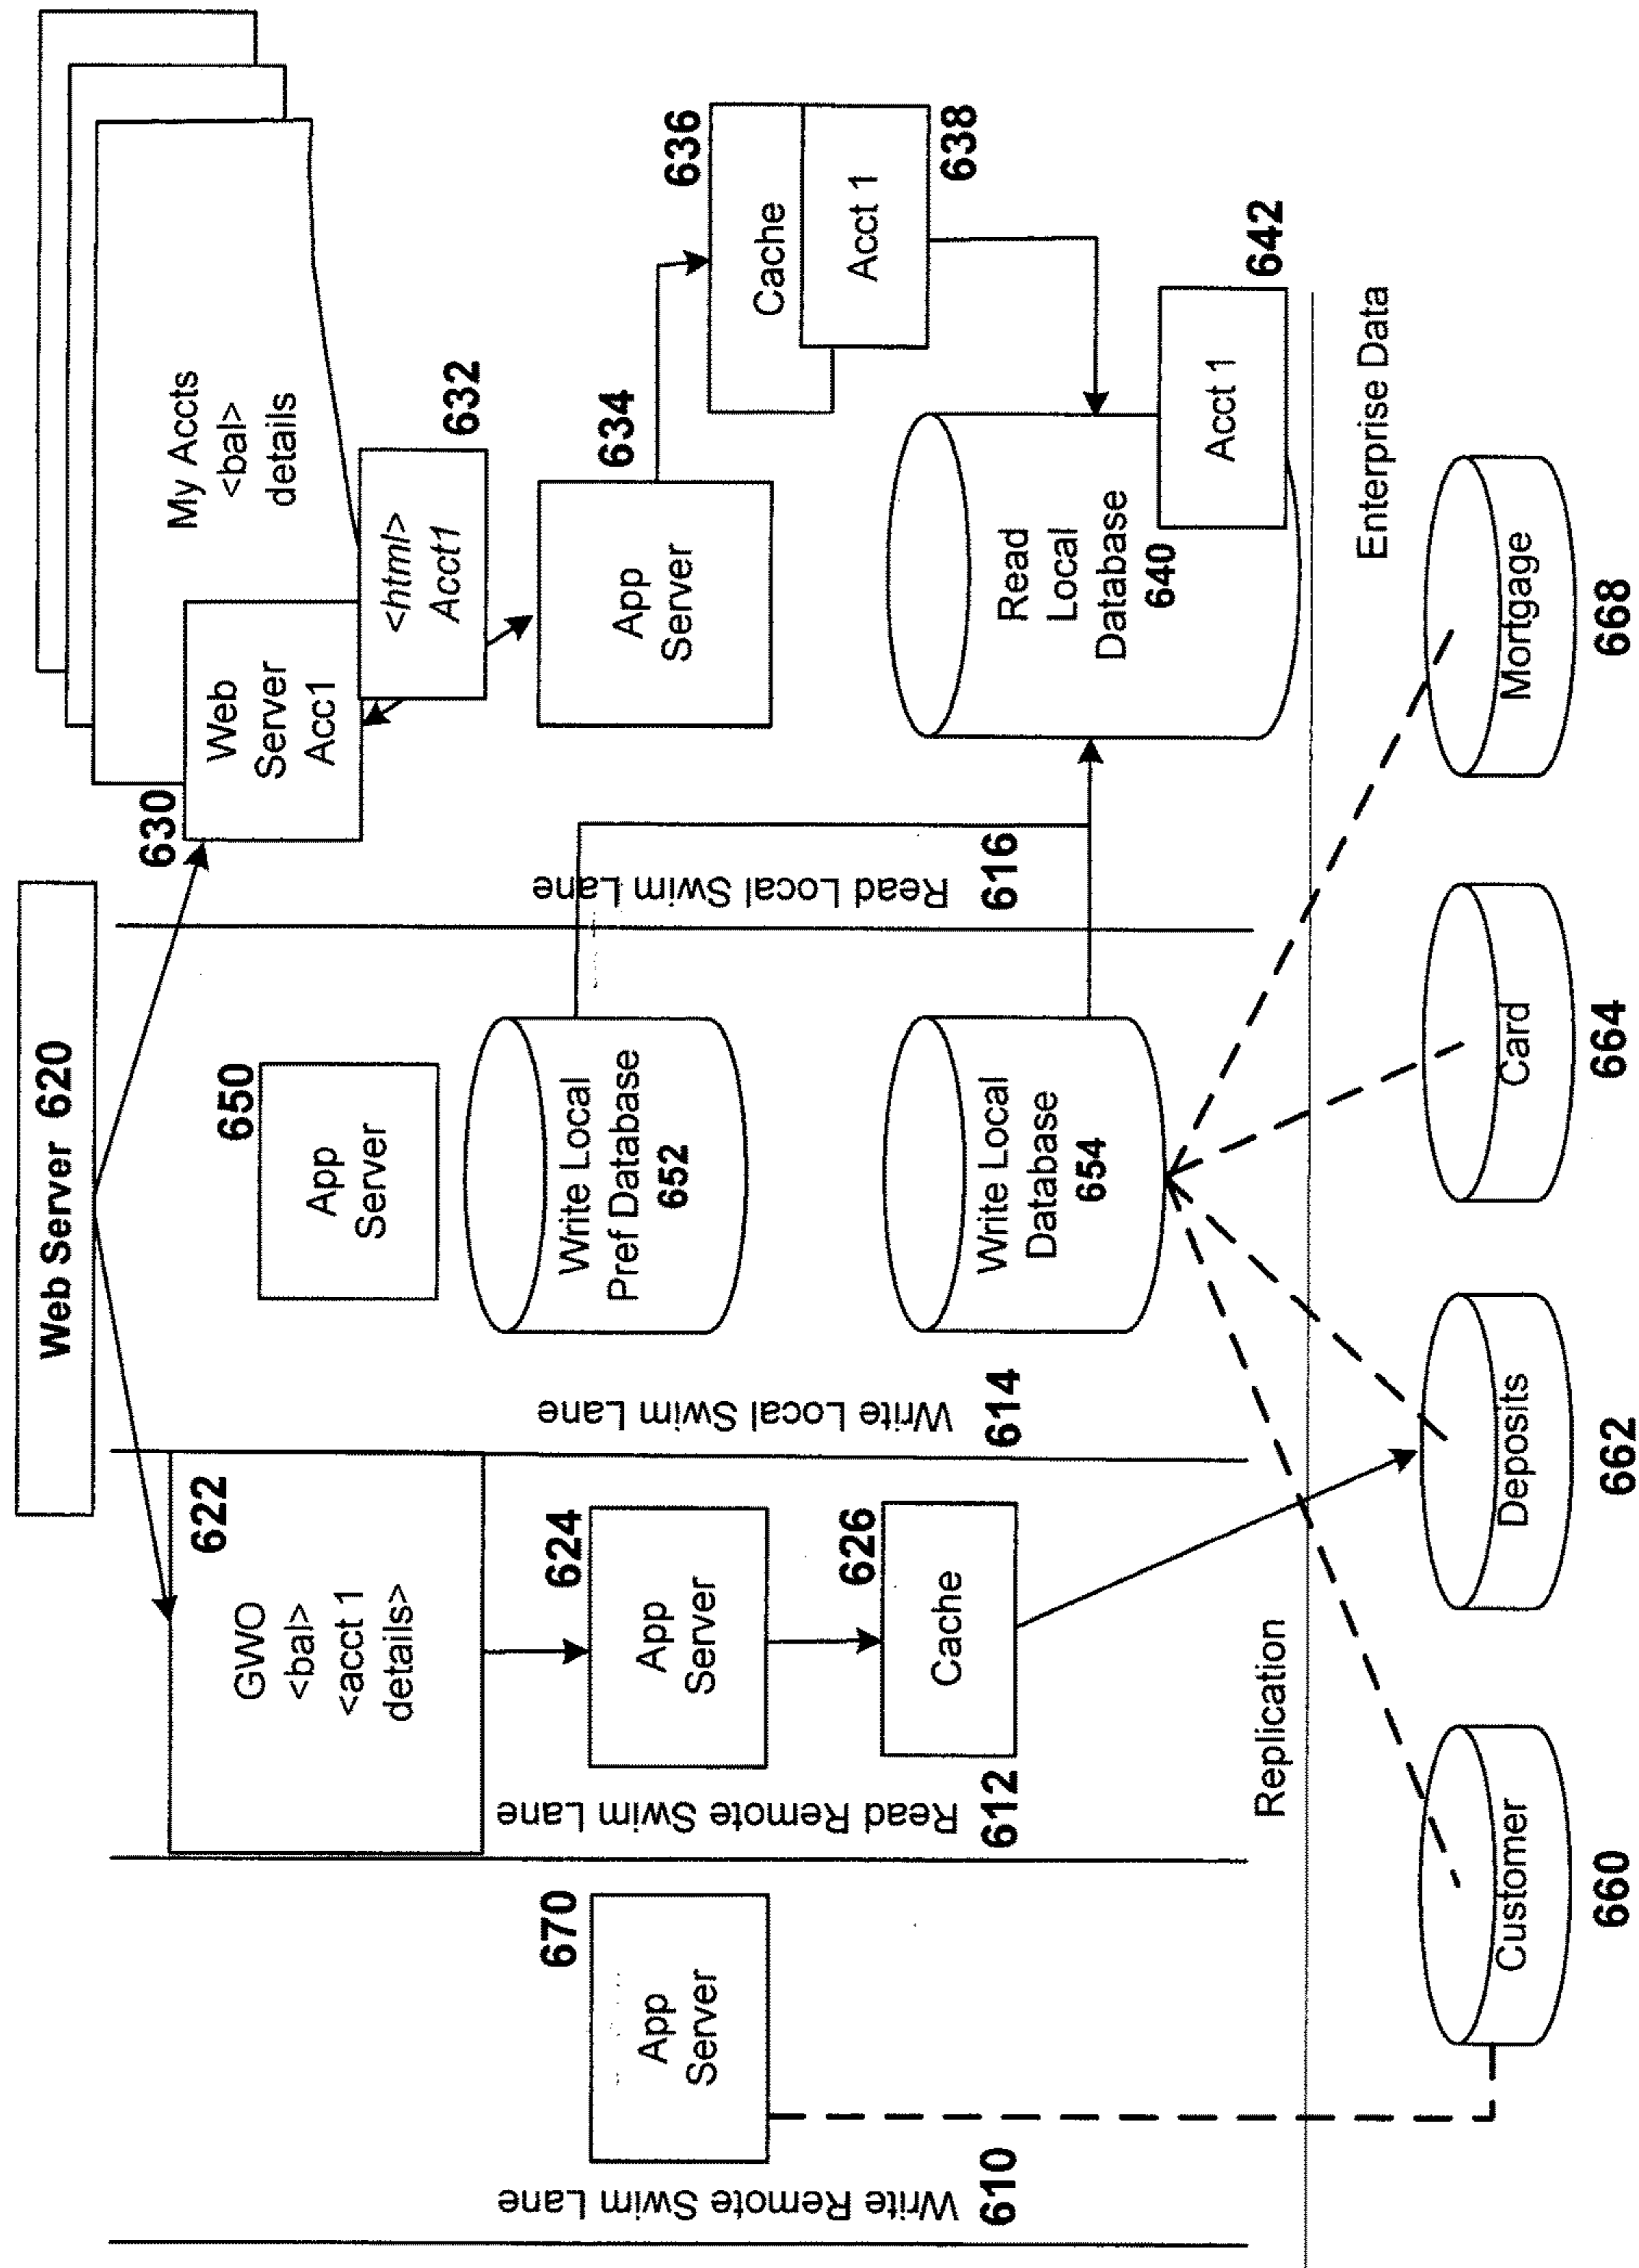 Web Server 620
670
App
Server
Write Remote Swim Lane
610
622
GWO
<bal>
<acct 1
details>
624
App
Server
626
Cache
Read Remote Swim Lane
612
650
App
Server
Write Local
Pref Database
652
Write Local
Database
654
Write Local Swim Lane
614
My Accts
<bal>
details
630
Web
Server
Acc1
<html>
Acct1
632
634
App
Server
636
Cache
Acct 1
638
Read
Local
Database
640
Acct 1
642
Read Local Swim Lane
616
Replication
Enterprise Data
Customer
660
Deposits
662
Card
664
Mortgage
668